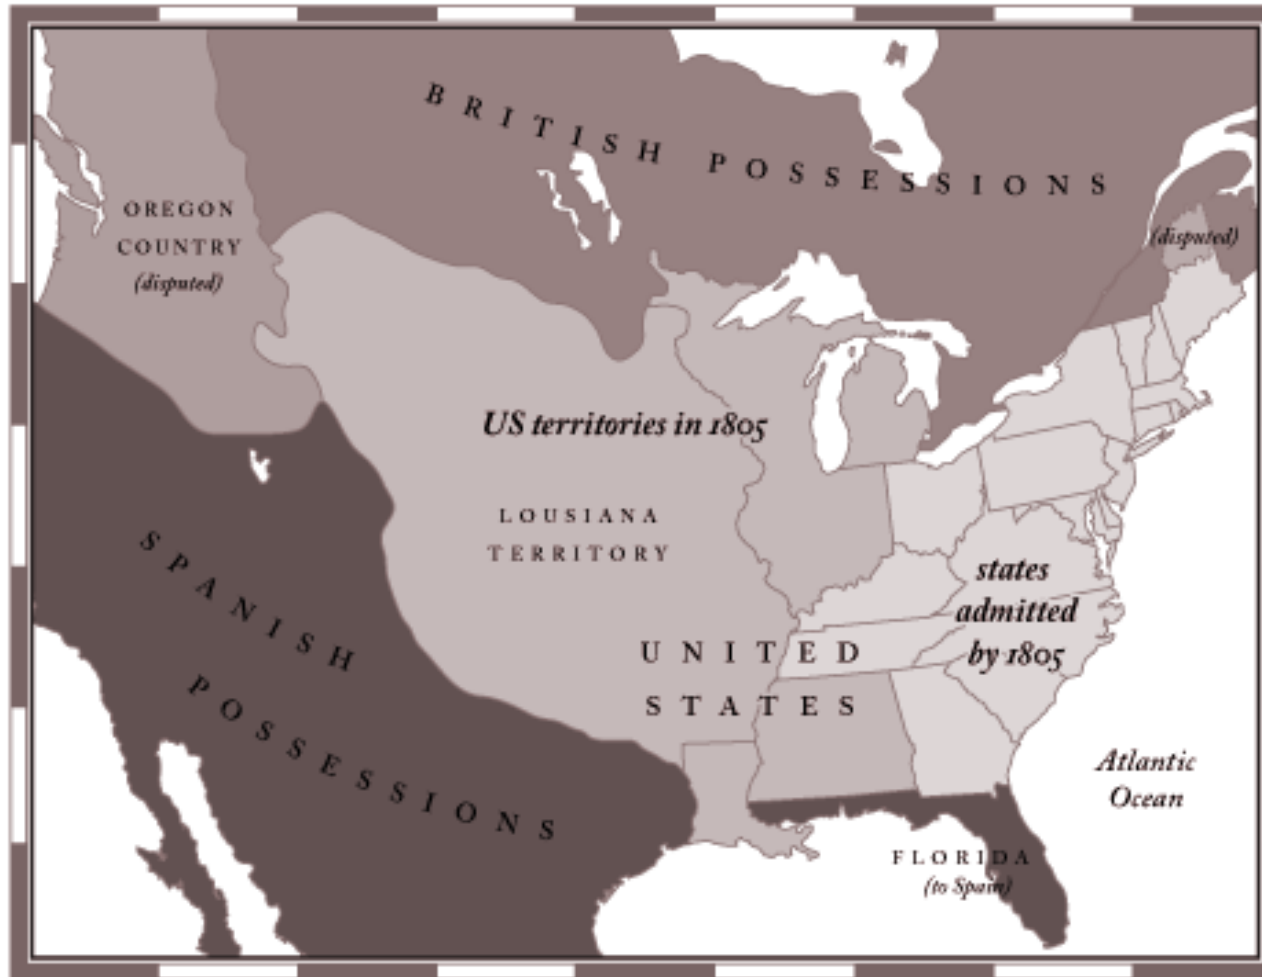 BRITISH POSSESSIONS
OREGON
COUNTRY
(disputed)
(disputed)
US territories in 1805
LOUSIANA
TERRITORY
SPANISH
POSSESSIONS
states
admitted
by 1805
UNITED
STATES
Atlantic
Ocean
FLORIDA
(to Spain)